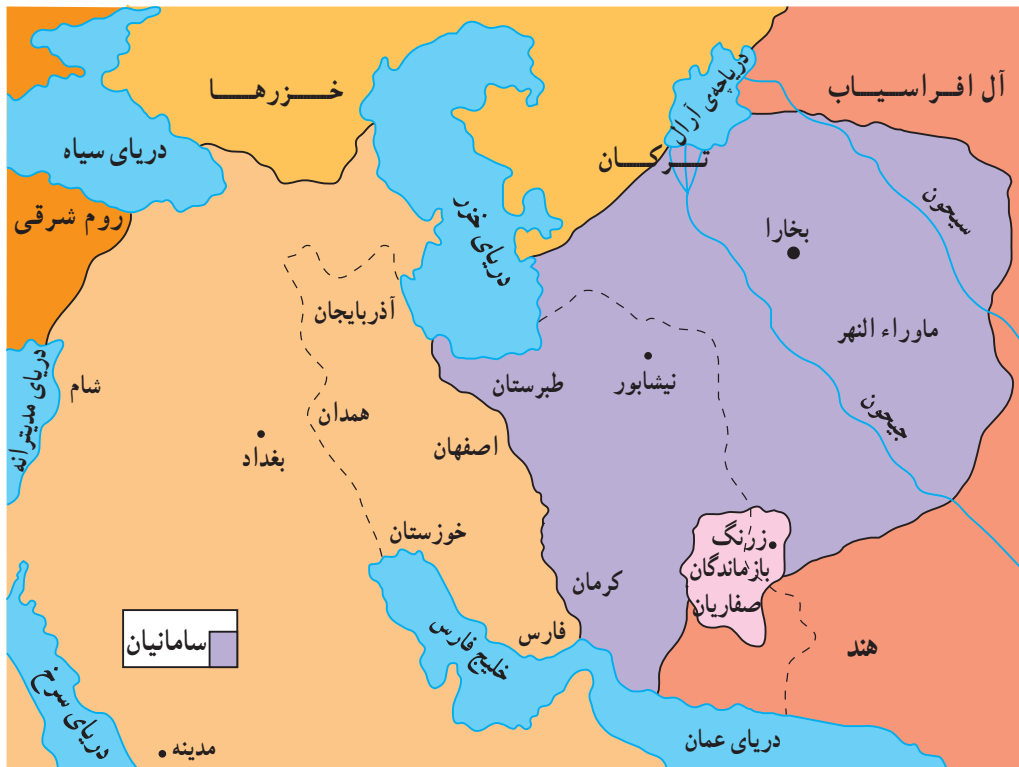 آل افراسیاب
خزرها
دریاچه‌ی آرال
ترکان
دریای سیاه
روم شرقی
سیحون
بخارا
دریای خزر
آذربایجان
ماوراء النهر
نیشابور
طبرستان
شام
دریای مدیترانه
همدان
جیحون
اصفهان
بغداد
خوزستان
زرنگ
بازماندگان
صفاریان
کرمان
فارس
خلیج فارس
هند
سامانیان
دریای سرخ
مدینه
دریای عمان